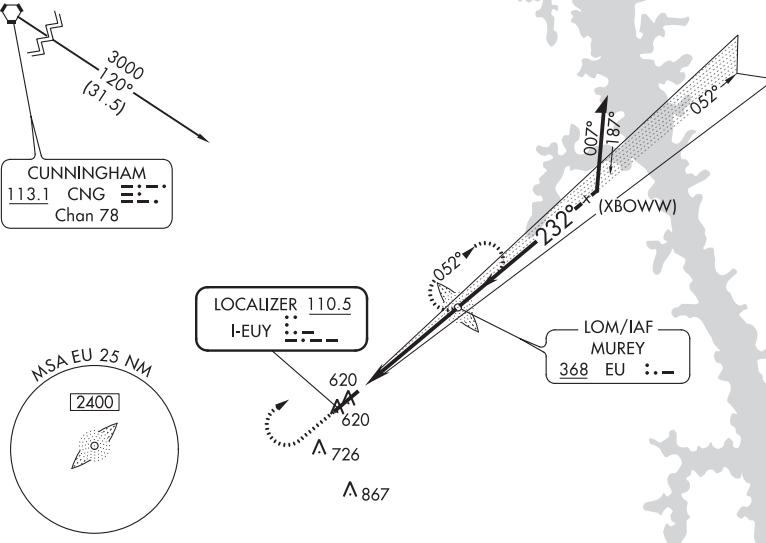 3000
120°
(31.5)
CUNNINGHAM
113.1 CNG
Chan 78
052°
007°
187°
232°
(XBOWW)
052°
LOCALIZER 110.5
I-EUY
LOM/IAF
MUREY
368 EU
MSA EU 25 NM
2400
620
620
726
867